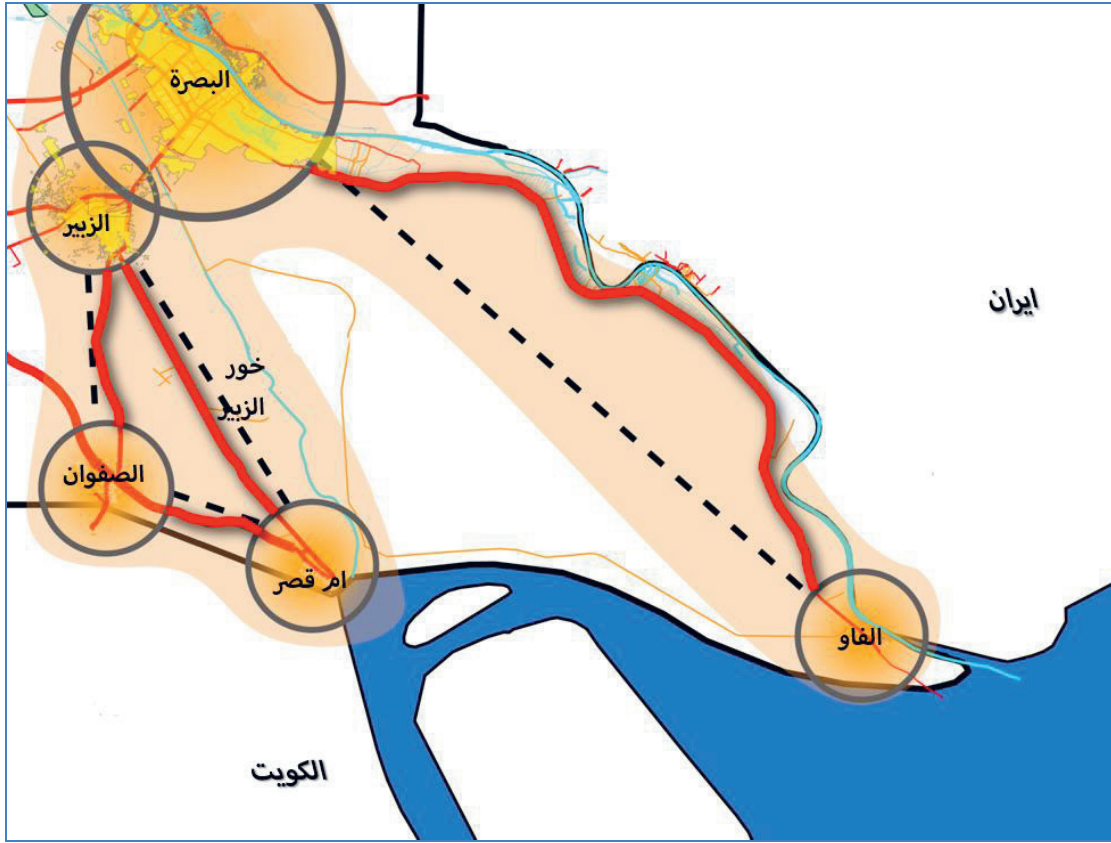 البصرة
الزبير
ايران
خور
الزبير
الصفوان
ام قصر
الفاو
الكويت